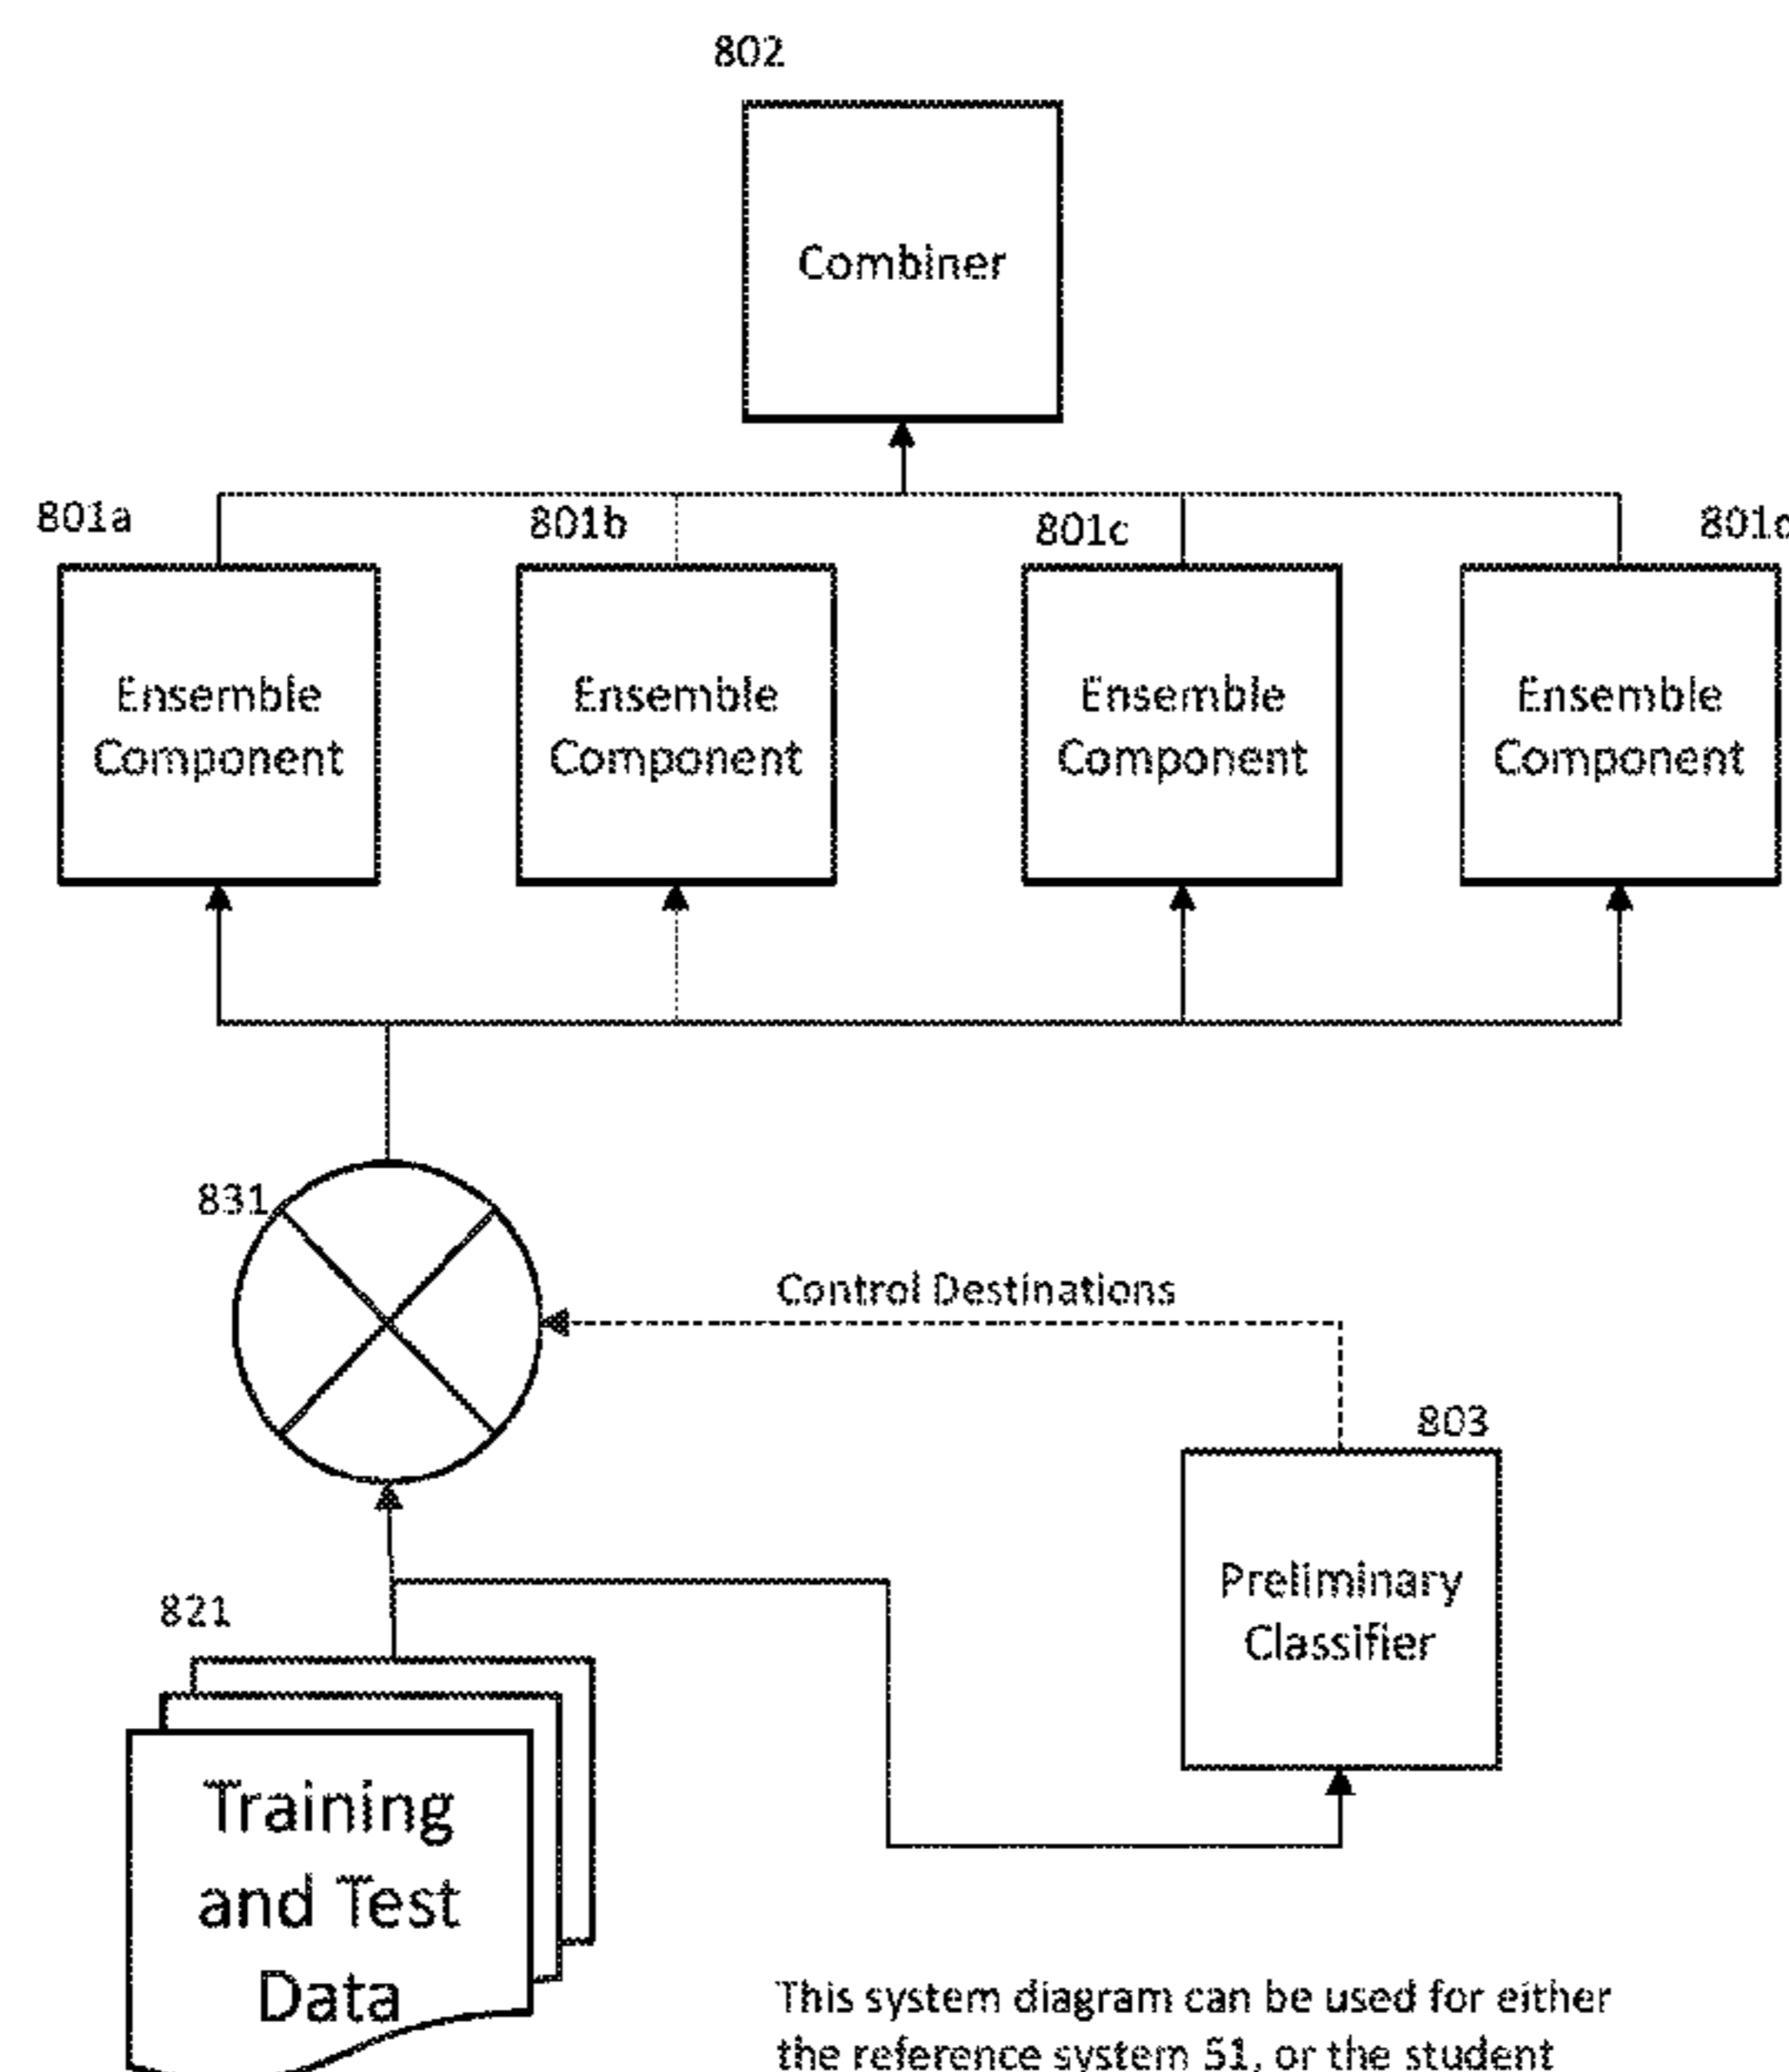 802
Combiner
801a
801b
801c
Ensemble
Component
Ensemble
Component
Ensemble
Component
Ensemble
Component
831
Control Destinations
803
Preliminary
Classifier
821
Training
and Test
Data
This system diagram can be used for either
the reference system 51, or the student